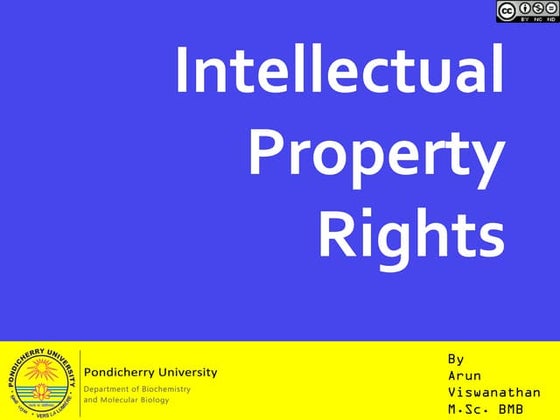 cc
BY NC ND
Intellectual
Property
Rights
PONDICHERRY UNIVERSITY
VERS LA LUMIERE
Pondicherry University
Department of Biochemistry
and Molecular Biology
By
Arun
Viswanathan
M.Sc. BMB